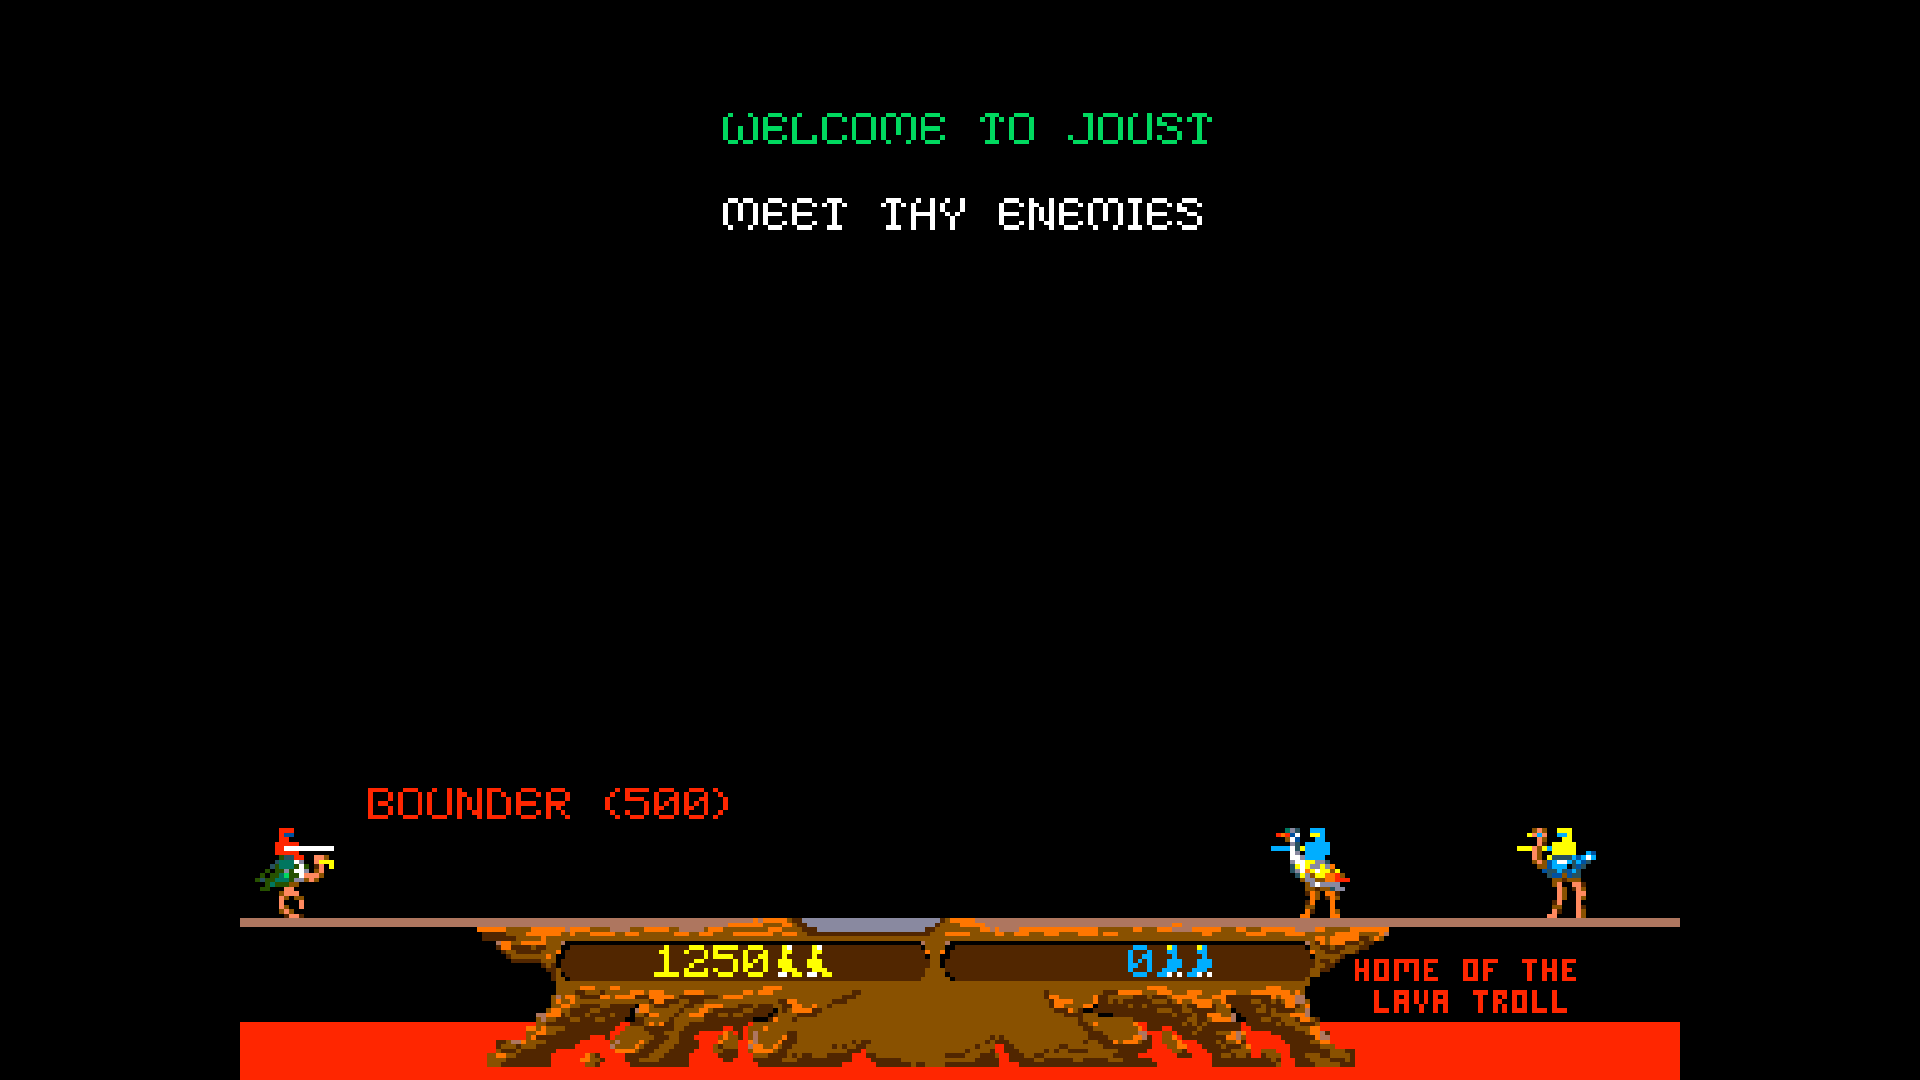 WELCOME TO JOUST
MEET THY ENEMIES
BOUNDER (500)
1250
0
HOME OF THE
LAVA TROLL